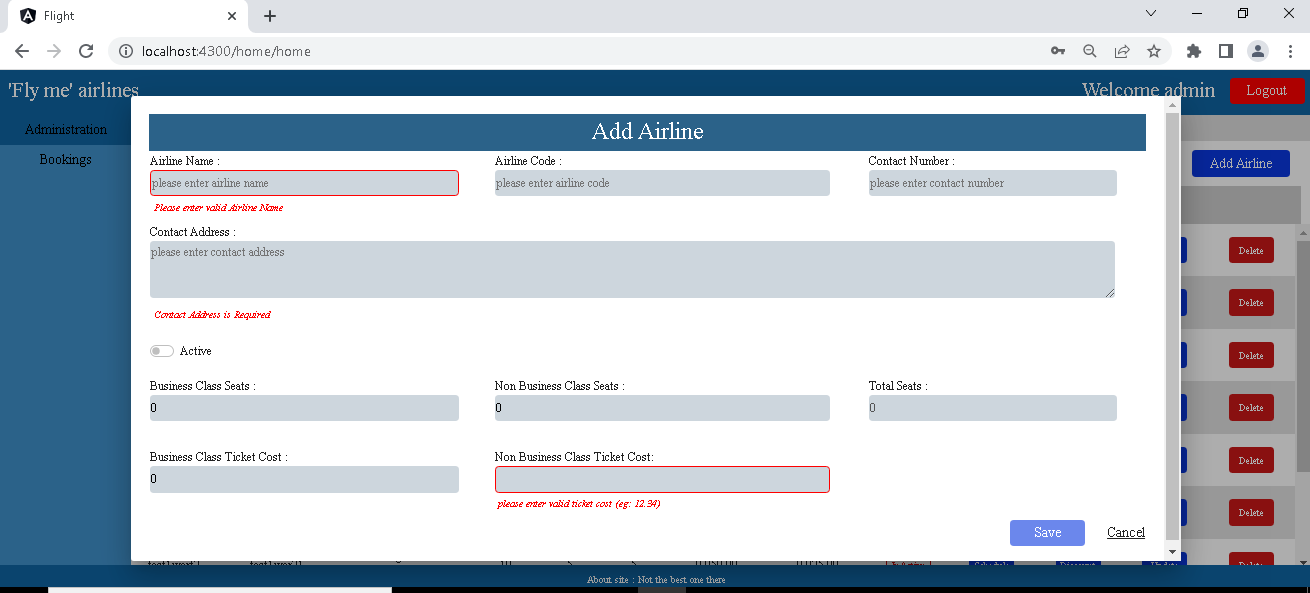 Flight
localhost:4300/home/home
'Fly me' airlines
Welcome admin
Logout
Administration
Bookings
Add Airline
Add Airline
Airline Name :
Airline Code :
Contact Number :
please enter airline name
please enter airline code
please enter contact number
Please enter valid Airline Name
Contact Address :
please enter contact address
Contact Address is Required
Active
Business Class Seats :
Non Business Class Seats :
Total Seats :
0
0
0
Business Class Ticket Cost :
Non Business Class Ticket Cost:
0
please enter valid ticket cost (eg: 12.34)
Save
Cancel
Delete
Delete
Delete
Delete
Delete
Delete
Delete
Schedule
Discount
Update
About site : Not the best one there